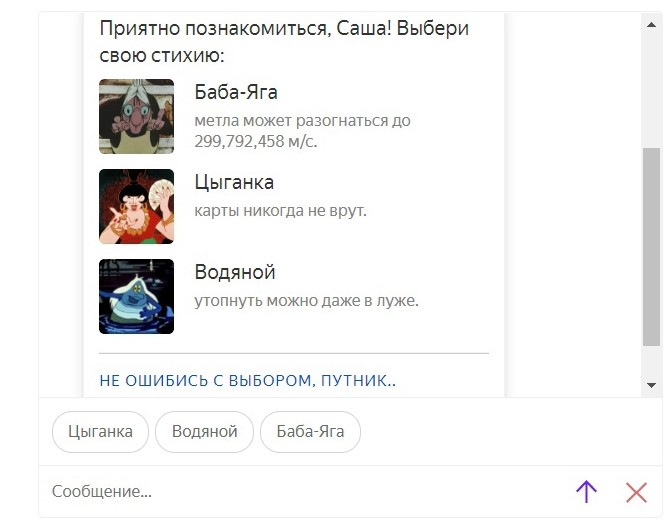 Приятно познакомиться, Саша! Выбери
свою стихию:
Баба-Яга
метла может разогнаться до
299,792,458 м/с.
Цыганка
карты никогда не врут.
Водяной
утопнуть можно даже в луже.
НЕ ОШИБИСЬ С ВЫБОРОМ, ПУТНИК..
Цыганка Водяной Баба-Яга
Сообщение...